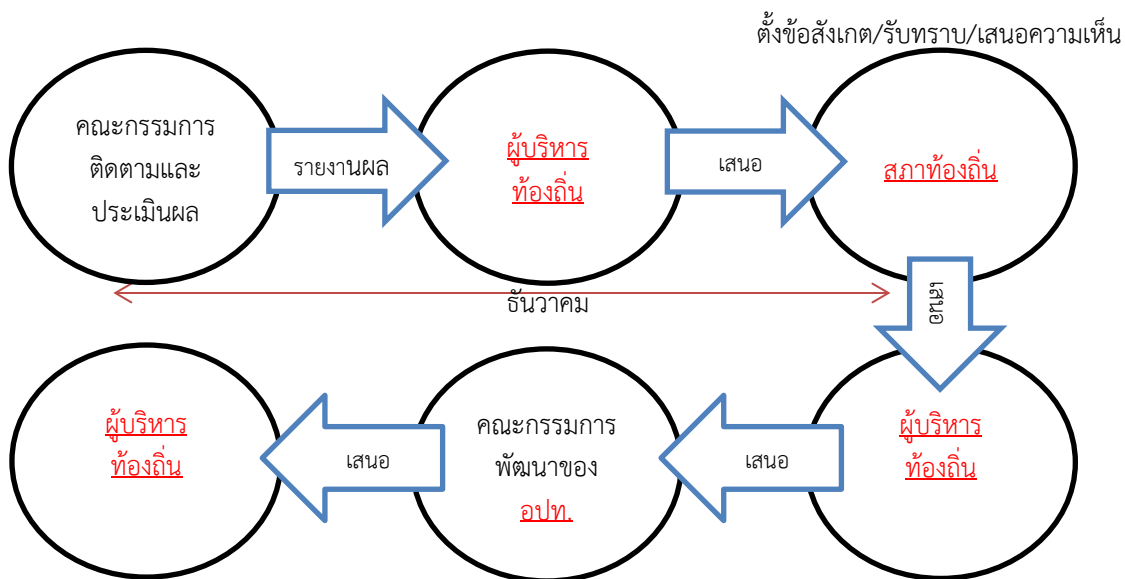 ตั้งข้อสังเกต/รับทราบ/เสนอความเห็น
คณะกรรมการ
ติดตามและ
ประเมินผล
รายงานผล
ผู้บริหาร
ท้องถิ่น
เสนอ
สภาท้องถิ่น
ธันวาคม
เสนอ
ผู้บริหาร
ท้องถิ่น
เสนอ
คณะกรรมการ
พัฒนาของ
อปท.
เสนอ
ผู้บริหาร
ท้องถิ่น